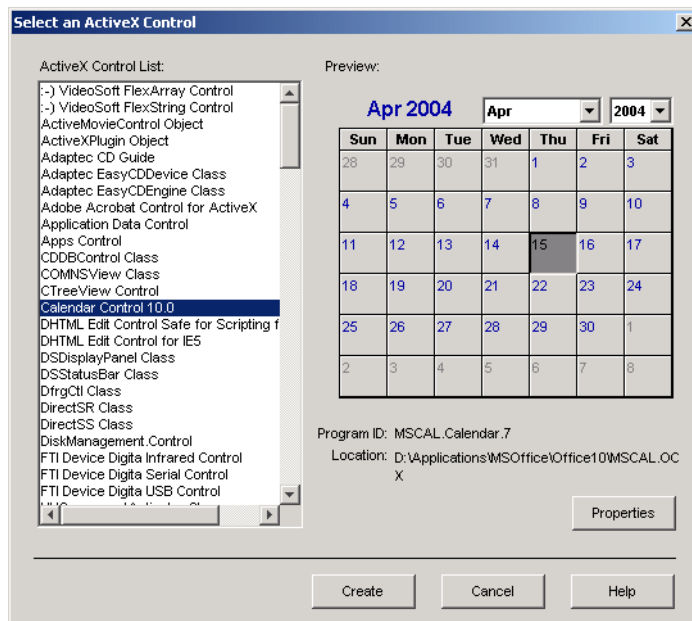 Select an ActiveX Control
ActiveX Control List:
:-) VideoSoft FlexArray Control
:-) VideoSoft FlexString Control
ActiveMovieControl Object
ActiveXPlugin Object
Adaptec CD Guide
Adaptec EasyCDDevice Class
Adaptec EasyCDEngine Class
Adobe Acrobat Control for ActiveX
Application Data Control
Apps Control
CDDBControl Class
COMNSView Class
CTreeView Control
Calendar Control 10.0
DHTML Edit Control Safe for Scripting f
DHTML Edit Control for IE5
DSDisplayPanel Class
DSStatusBar Class
DfrgCtl Class
DirectSR Class
DirectSS Class
DiskManagement.Control
FTI Device Digita Infrared Control
FTI Device Digita Serial Control
FTI Device Digita USB Control
Preview:
Apr 2004 Apr 2004
Sun Mon Tue Wed Thu Fri Sat
28 29 30 31 1 2 3
4 5 6 7 8 9 10
11 12 13 14 15 16 17
18 19 20 21 22 23 24
25 26 27 28 29 30 1
2 3 4 5 6 7 8
Program ID: MSCAL.Calendar.7
Location: D:\Applications\MSOffice\Office10\MSCAL.OC
X
Properties
Create Cancel Help